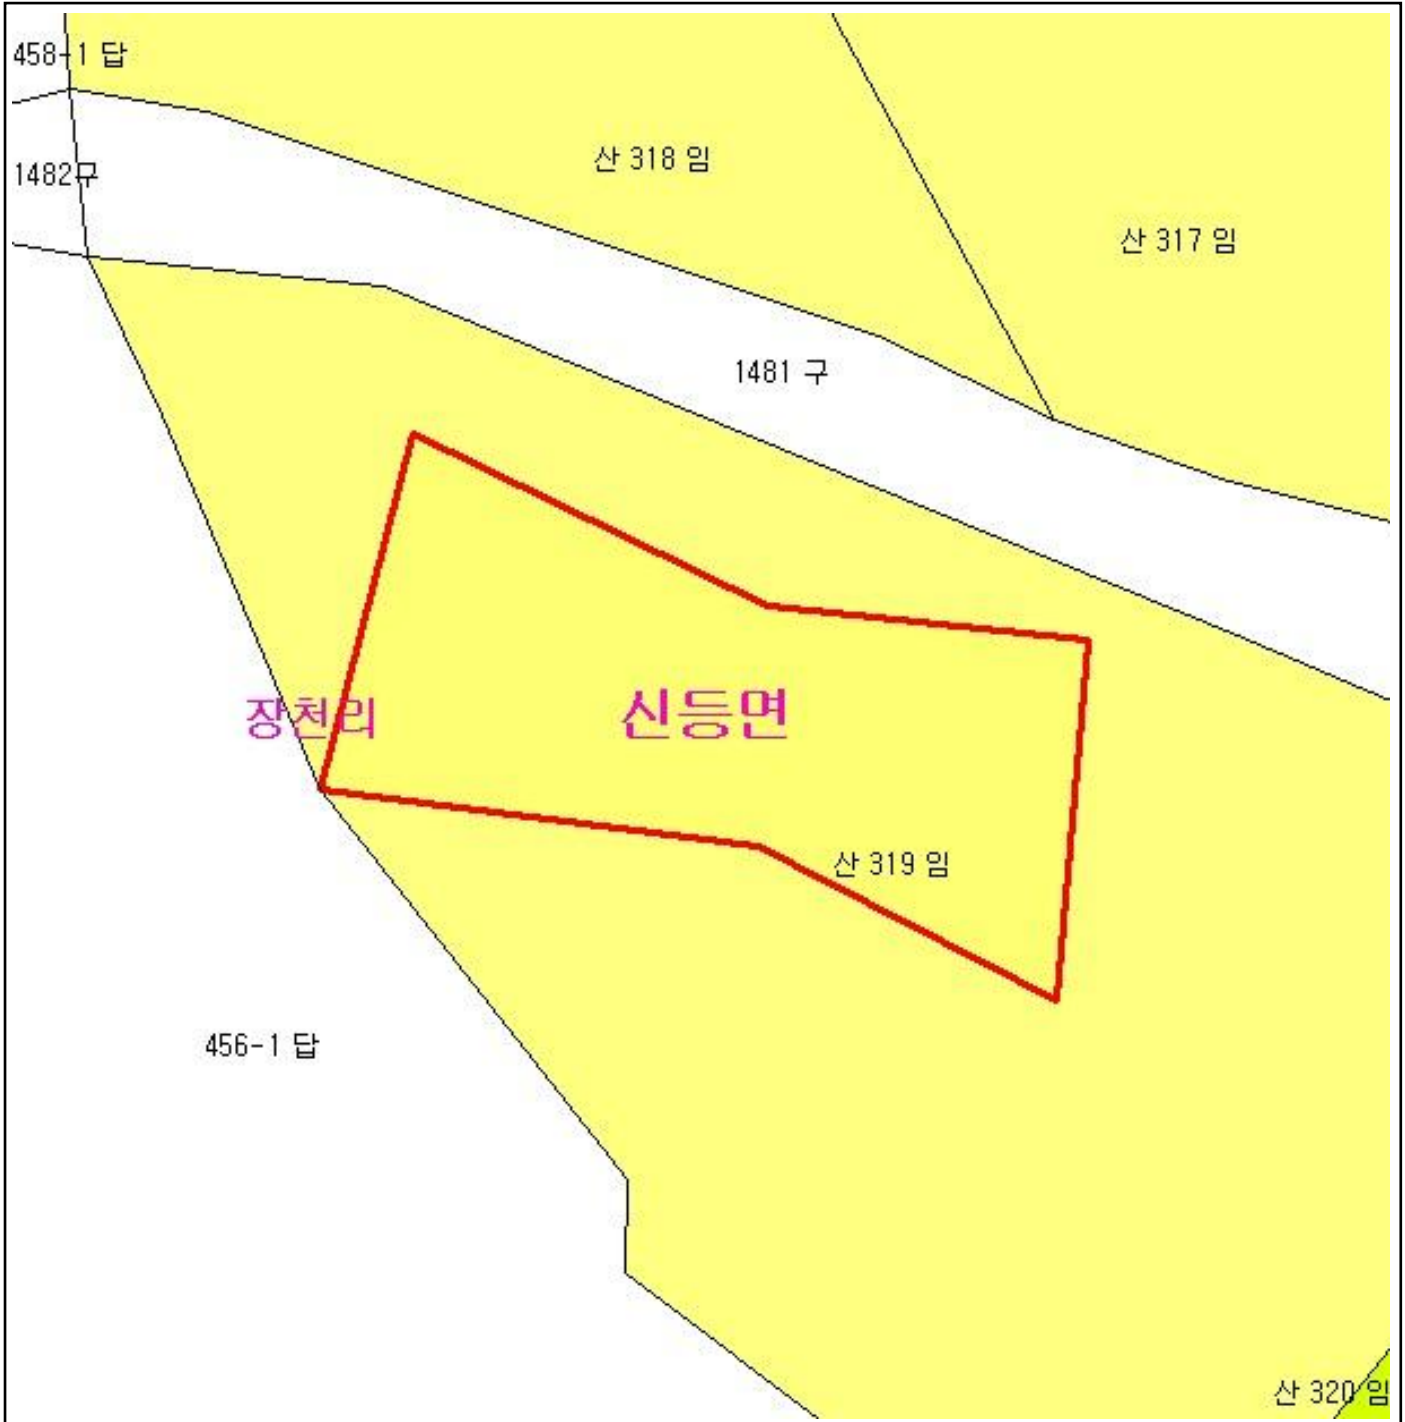 458-1 답
산 318 임
1482구
산 317 임
1481 구
장천리
신등면
산 319 임
456-1 답
산 320 임